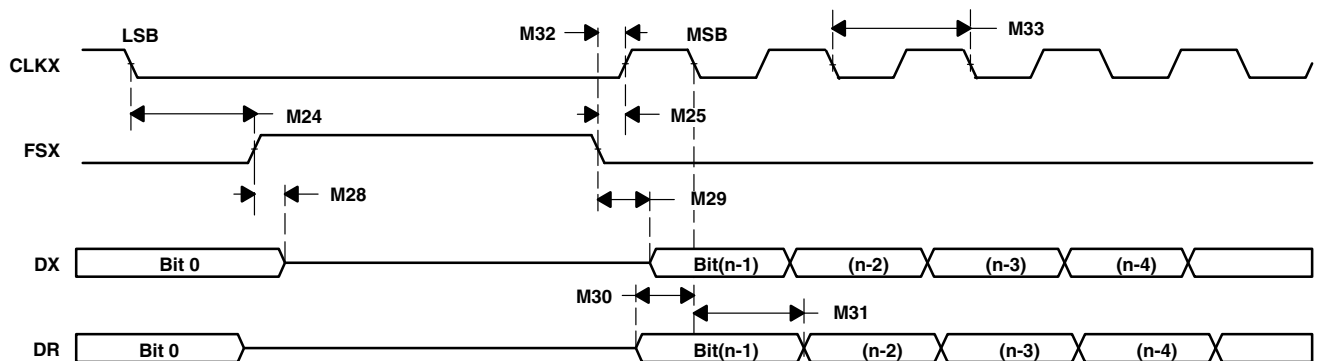 LSB
M32
MSB
M33
CLKX
M24
M25
FSX
M28
M29
DX
Bit 0
Bit(n-1)
(n-2)
(n-3)
(n-4)
M30
M31
DR
Bit 0
Bit(n-1)
(n-2)
(n-3)
(n-4)